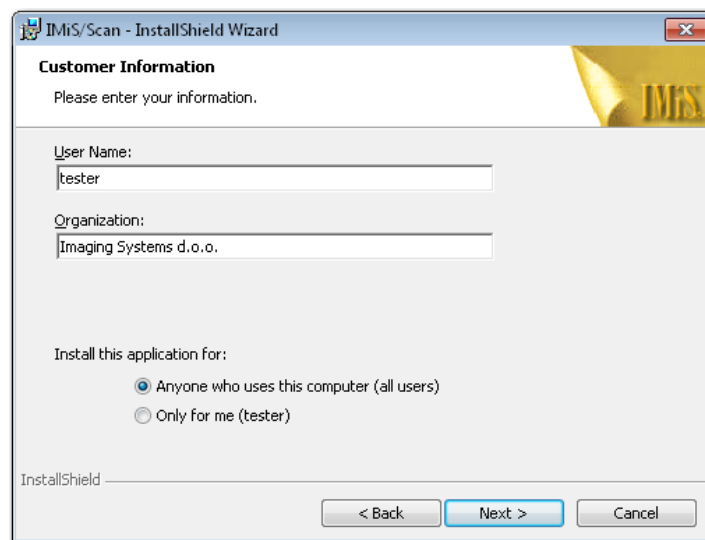 IMiS/Scan - InstallShield Wizard
Customer Information
Please enter your information.
IMiS
User Name:
tester
Organization:
Imaging Systems d.o.o.
Install this application for:
Anyone who uses this computer (all users)
Only for me (tester)
InstallShield
< Back Next > Cancel